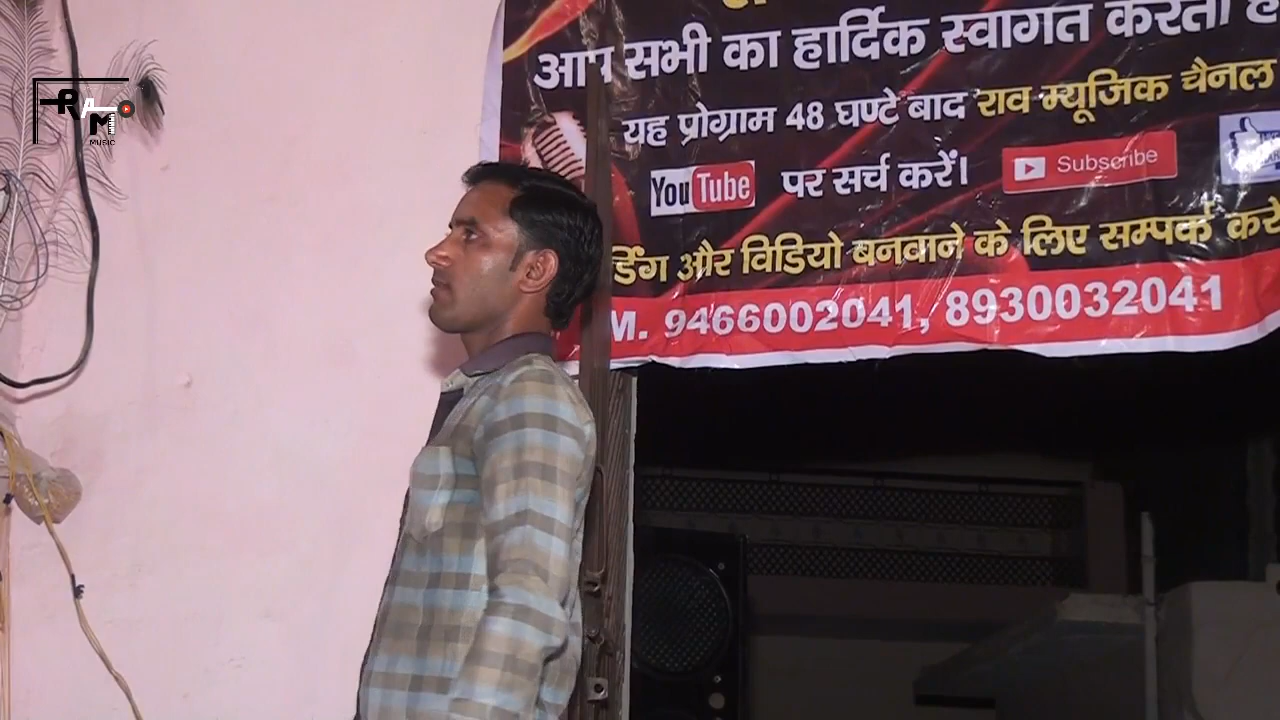 आप सभी का हार्दिक स्वागत करता है
यह प्रोग्राम 48 घण्टे बाद राव म्यूजिक चैनल
YouTube पर सर्च करें। Subscribe
र्डिंग और विडियो बनवाने के लिए सम्पर्क करें
M. 9466002041, 8930032041
RAM
MUSIC